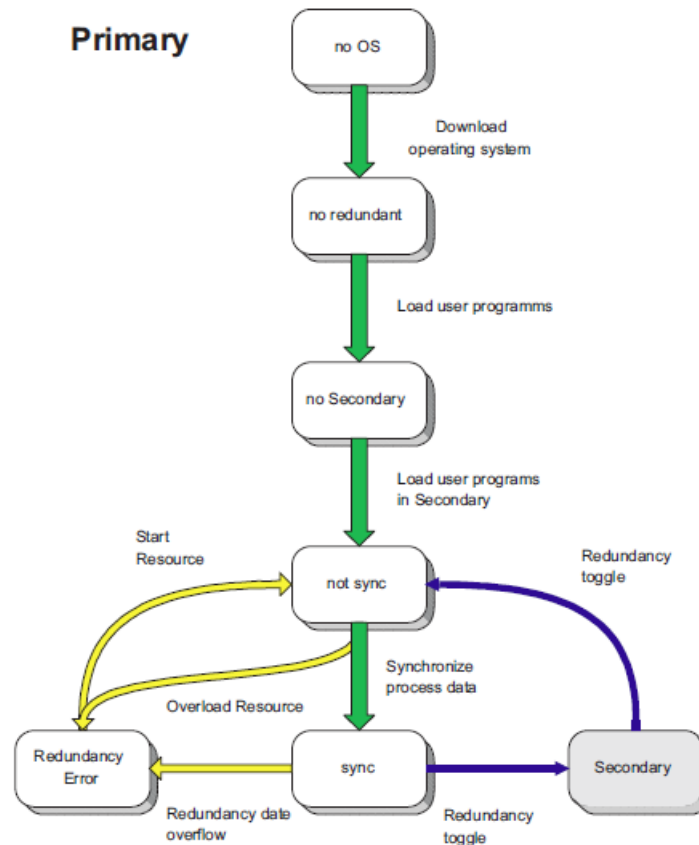 Primary
no OS
Download
operating system
no redundant
Load user programms
no Secondary
Load user programs
in Secondary
Start
Resource
Redundancy
toggle
not sync
Synchronize
process data
Overload Resource
Redundancy
Error
sync
Secondary
Redundancy date
overflow
Redundancy
toggle